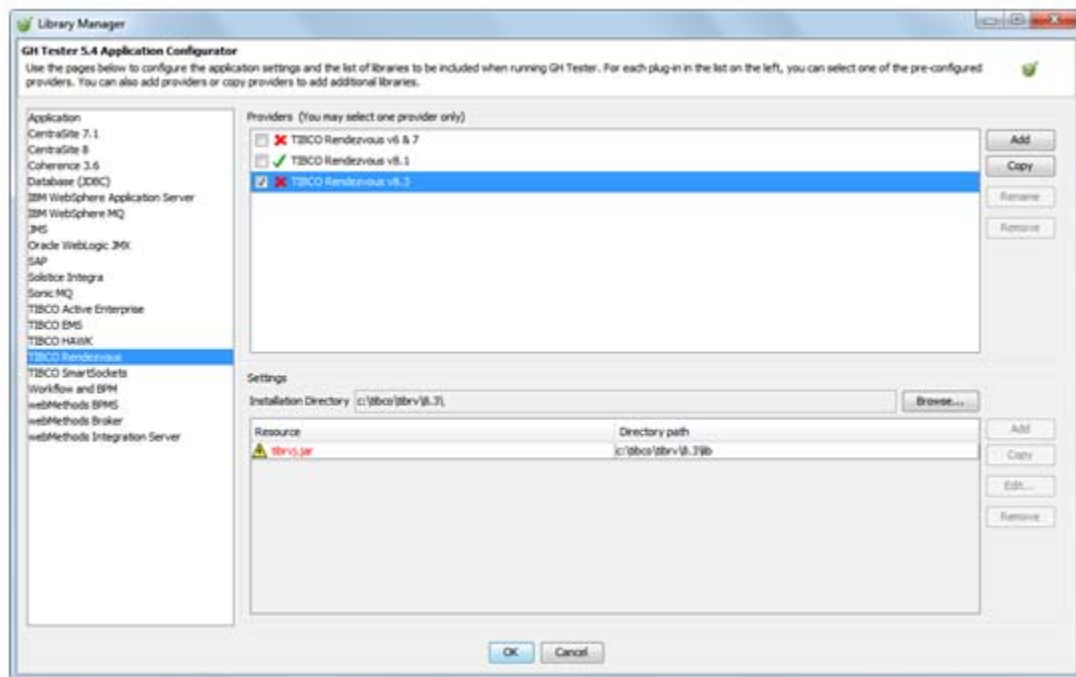 Library Manager
GH Tester 5.4 Application Configurator
Use the pages below to configure the application settings and the list of libraries to be included when running GH Tester. For each plug-in in the list on the left, you can select one of the pre-configured
providers. You can also add providers or copy providers to add additional libraries.
Application
CentraSite 7.1
CentraSite 8
Coherence 3.6
Database (JDBC)
IBM WebSphere Application Server
IBM WebSphere MQ
JMS
Oracle WebLogic JMX
SAP
Solstice Integra
Sonic MQ
TIBCO Active Enterprise
TIBCO EMS
TIBCO HAWK
TIBCO Rendezvous
TIBCO SmartSockets
Workflow and BPM
webMethods BPMS
webMethods Broker
webMethods Integration Server
Providers (You may select one provider only)
TIBCO Rendezvous v6 & 7
TIBCO Rendezvous v8.1
TIBCO Rendezvous v8.3
Add
Copy
Rename
Remove
Settings
Installation Directory c:\tibco\tibrv\8.3\
Browse...
Resource Directory path
tibrvj.jar c:\tibco\tibrv\8.3\lib
Add
Copy
Edit...
Remove
OK Cancel